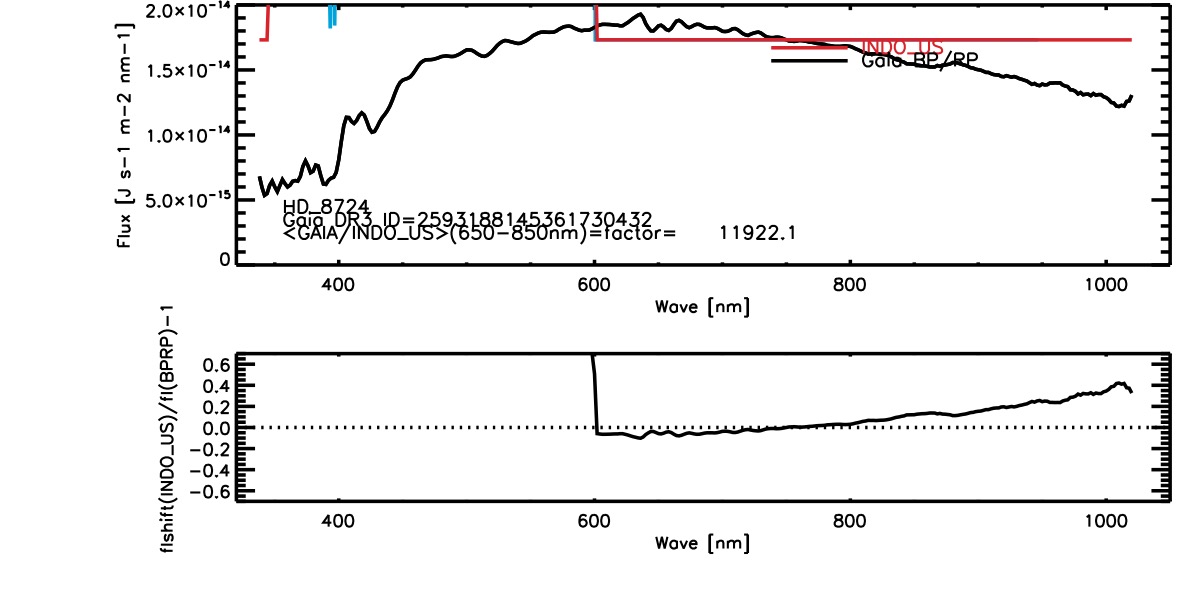 2.0×10−14
1.5×10−14
1.0×10−14
5.0×10−15
0
Flux [J s−1 m−2 nm−1]
INDO_US
Gaia BP/RP
HD_8724
Gaia DR3 ID=2593188145361730432
<GAIA/INDO_US>(650−850nm)=factor= 11922.1
400 600 800 1000
Wave [nm]
flshift(INDO_US)/fl(BPRP)−1
0.6
0.4
0.2
0.0
−0.2
−0.4
−0.6
400 600 800 1000
Wave [nm]